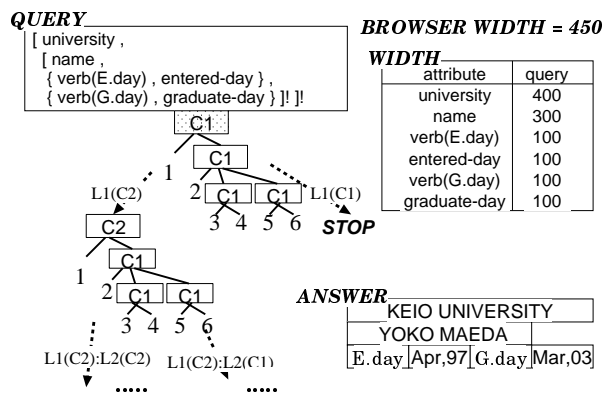 QUERY
[ university ,
[ name ,
{ verb(E.day) , entered-day } ,
{ verb(G.day) , graduate-day } ]! ]!
BROWSER WIDTH = 450
WIDTH
attribute query
university 400
name 300
verb(E.day) 100
entered-day 100
verb(G.day) 100
graduate-day 100
C1
1 C1
2 C1 C1
3 4 5 6
L1(C2) L1(C1)
STOP
C2
1 C1
2 C1 C1
3 4 5 6
L1(C2):L2(C2) L1(C2):L2(C1)
..... .....
ANSWER
KEIO UNIVERSITY
YOKO MAEDA
E.day Apr,97 G.day Mar,03